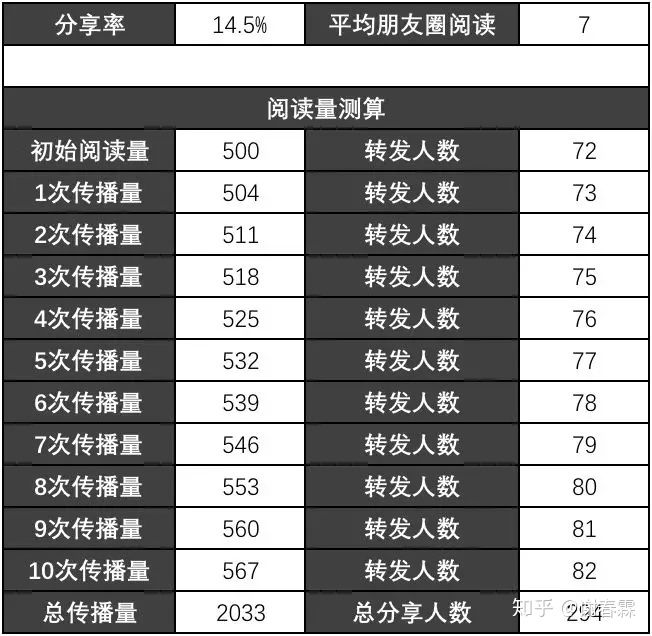 分享率 14.5% 平均朋友圈阅读 7
阅读量测算
初始阅读量 500 转发人数 72
1次传播量 504 转发人数 73
2次传播量 511 转发人数 74
3次传播量 518 转发人数 75
4次传播量 525 转发人数 76
5次传播量 532 转发人数 77
6次传播量 539 转发人数 78
7次传播量 546 转发人数 79
8次传播量 553 转发人数 80
9次传播量 560 转发人数 81
10次传播量 567 转发人数 82
总传播量 2033 总分享人数 294
知乎 @春霖